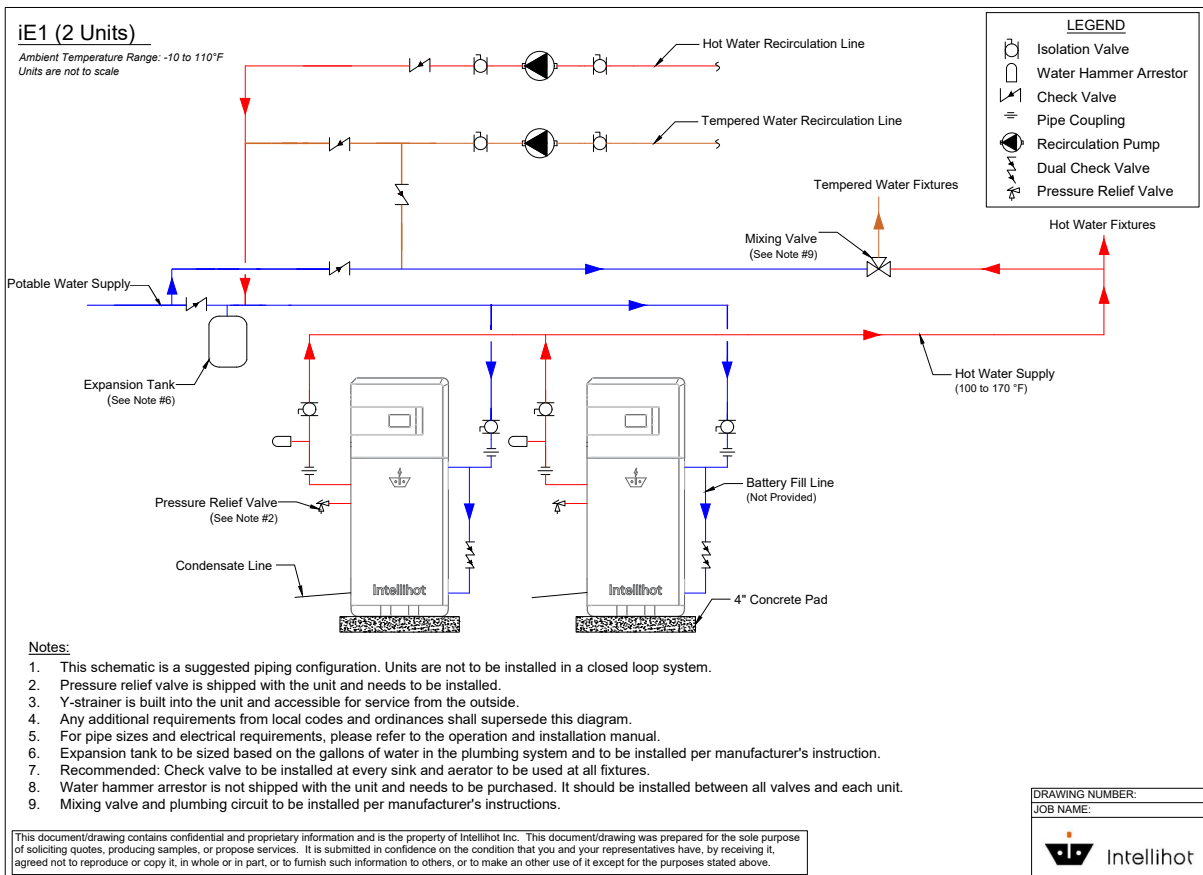 iE1 (2 Units)
Ambient Temperature Range: -10 to 110°F
Units are not to scale
Hot Water Recirculation Line
Tempered Water Recirculation Line
LEGEND
Isolation Valve
Water Hammer Arrestor
Check Valve
Pipe Coupling
Recirculation Pump
Dual Check Valve
Pressure Relief Valve
Tempered Water Fixtures
Hot Water Fixtures
Mixing Valve
(See Note #9)
Potable Water Supply
Expansion Tank
(See Note #6)
Hot Water Supply
(100 to 170 °F)
Pressure Relief Valve
(See Note #2)
Battery Fill Line
(Not Provided)
Condensate Line
Intellihot
Intellihot
4" Concrete Pad
Notes:
1. This schematic is a suggested piping configuration. Units are not to be installed in a closed loop system.
2. Pressure relief valve is shipped with the unit and needs to be installed.
3. Y-strainer is built into the unit and accessible for service from the outside.
4. Any additional requirements from local codes and ordinances shall supersede this diagram.
5. For pipe sizes and electrical requirements, please refer to the operation and installation manual.
6. Expansion tank to be sized based on the gallons of water in the plumbing system and to be installed per manufacturer's instruction.
7. Recommended: Check valve to be installed at every sink and aerator to be used at all fixtures.
8. Water hammer arrestor is not shipped with the unit and needs to be purchased. It should be installed between all valves and each unit.
9. Mixing valve and plumbing circuit to be installed per manufacturer's instructions.
This document/drawing contains confidential and proprietary information and is the property of Intellihot Inc. This document/drawing was prepared for the sole purpose
of soliciting quotes, producing samples, or propose services. It is submitted in confidence on the condition that you and your representatives have, by receiving it,
agreed not to reproduce or copy it, in whole or in part, or to furnish such information to others, or to make an other use of it except for the purposes stated above.
DRAWING NUMBER:
JOB NAME:
Intellihot